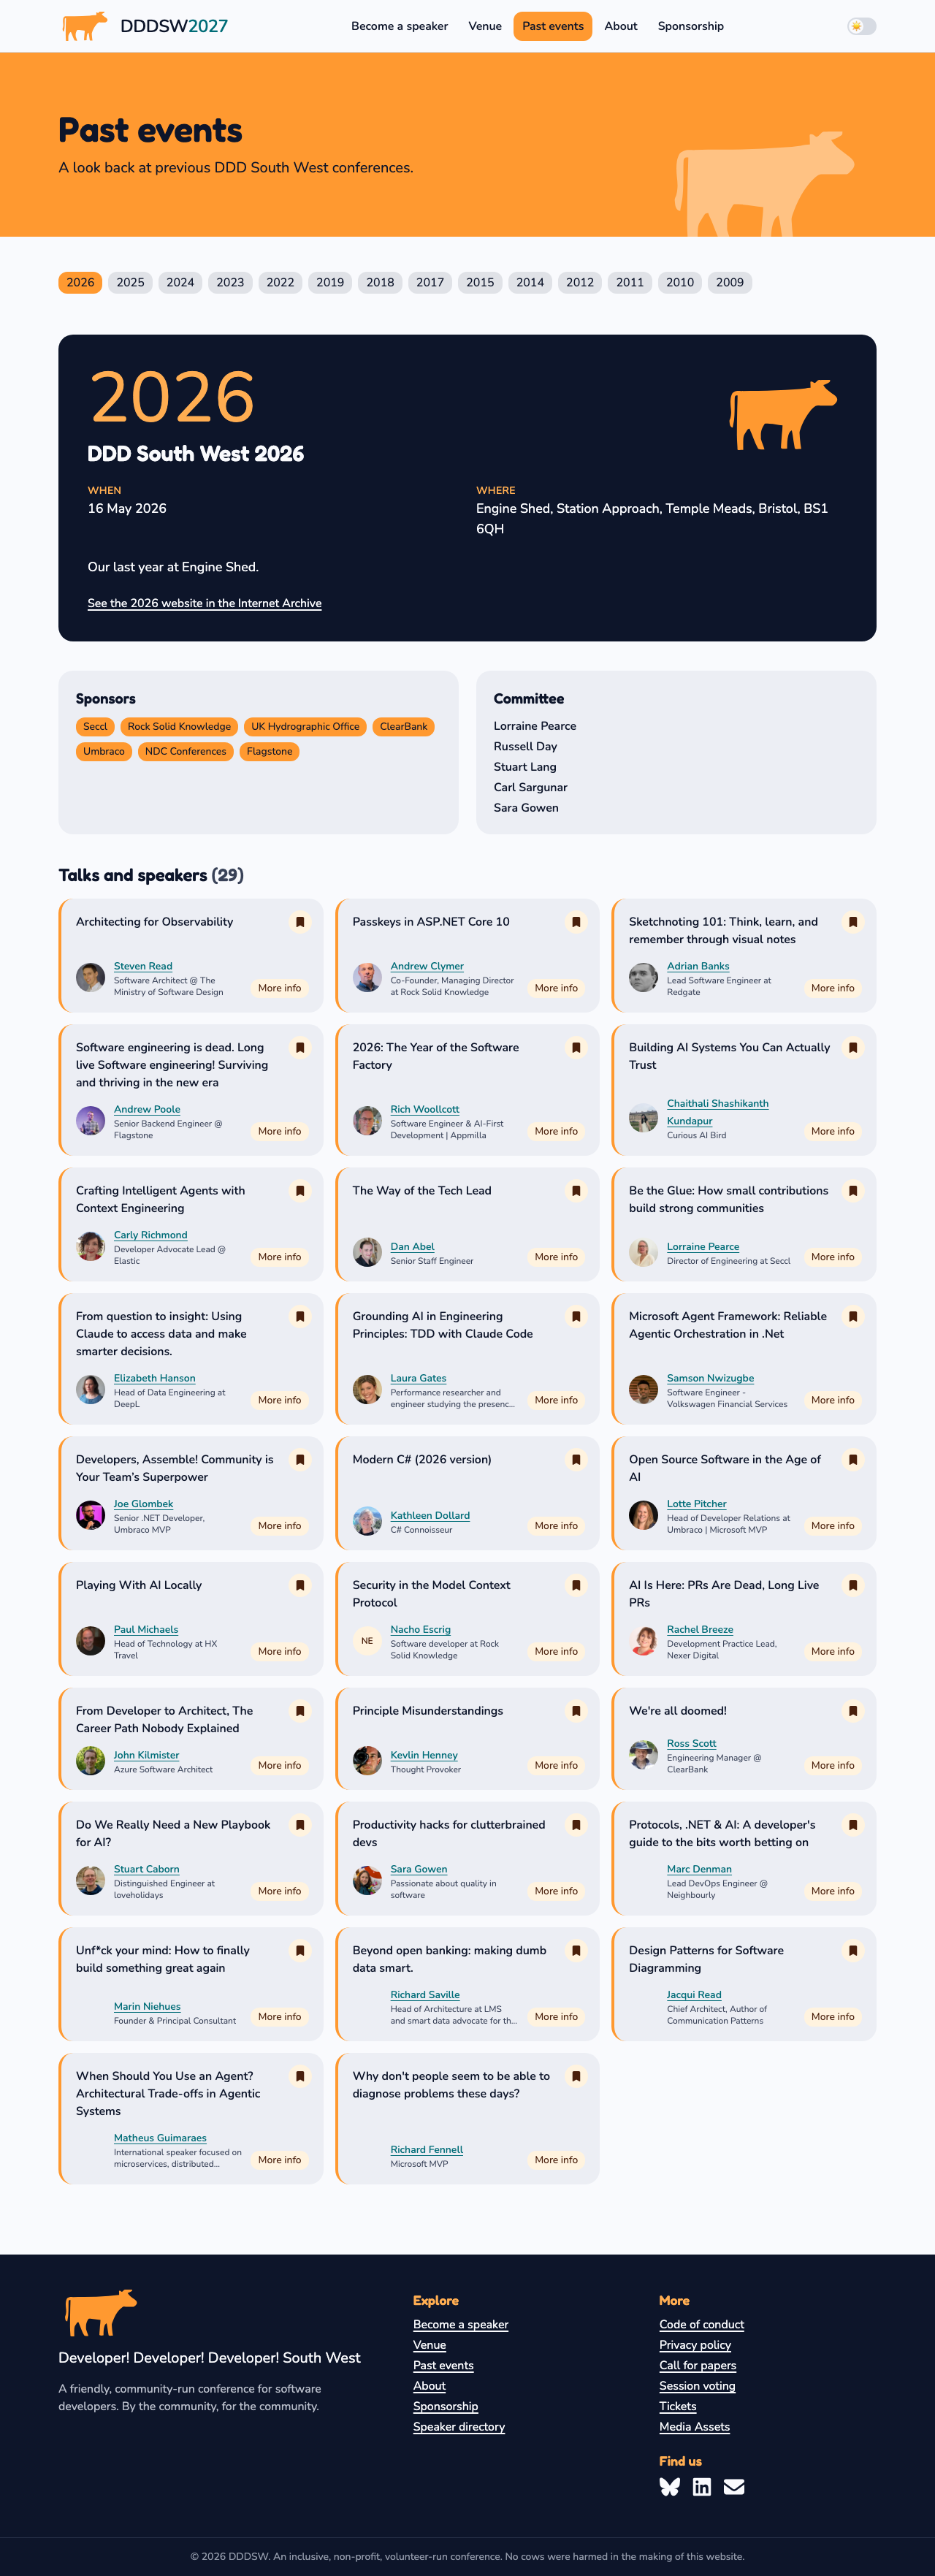 DDDSW2027
Become a speaker
Venue
Past events
About
Sponsorship
Past events
A look back at previous DDD South West conferences.
2026 2025 2024 2023 2022 2019 2018 2017 2015 2014 2012 2011 2010 2009
2026
DDD South West 2026
WHEN
16 May 2026
WHERE
Engine Shed, Station Approach, Temple Meads, Bristol, BS1
6QH
Our last year at Engine Shed.
See the 2026 website in the Internet Archive
Sponsors
Seccl Rock Solid Knowledge UK Hydrographic Office ClearBank
Umbraco NDC Conferences Flagstone
Committee
Lorraine Pearce
Russell Day
Stuart Lang
Carl Sargunar
Sara Gowen
Talks and speakers (29)
Architecting for Observability
Steven Read
Software Architect @ The
Ministry of Software Design
More info
Passkeys in ASP.NET Core 10
Andrew Clymer
Co-Founder, Managing Director
at Rock Solid Knowledge
More info
Sketchnoting 101: Think, learn, and
remember through visual notes
Adrian Banks
Lead Software Engineer at
Redgate
More info
Software engineering is dead. Long
live Software engineering! Surviving
and thriving in the new era
Andrew Poole
Senior Backend Engineer @
Flagstone
More info
2026: The Year of the Software
Factory
Rich Woollcott
Software Engineer & AI-First
Development | Appmilla
More info
Building AI Systems You Can Actually
Trust
Chaithali Shashikanth
Kundapur
Curious AI Bird
More info
Crafting Intelligent Agents with
Context Engineering
Carly Richmond
Developer Advocate Lead @
Elastic
More info
The Way of the Tech Lead
Dan Abel
Senior Staff Engineer
More info
Be the Glue: How small contributions
build strong communities
Lorraine Pearce
Director of Engineering at Seccl
More info
From question to insight: Using
Claude to access data and make
smarter decisions.
Elizabeth Hanson
Head of Data Engineering at
DeepL
More info
Grounding AI in Engineering
Principles: TDD with Claude Code
Laura Gates
Performance researcher and
engineer studying the presenc...
More info
Microsoft Agent Framework: Reliable
Agentic Orchestration in .Net
Samson Nwizugbe
Software Engineer -
Volkswagen Financial Services
More info
Developers, Assemble! Community is
Your Team's Superpower
Joe Glombek
Senior .NET Developer,
Umbraco MVP
More info
Modern C# (2026 version)
Kathleen Dollard
C# Connoisseur
More info
Open Source Software in the Age of
AI
Lotte Pitcher
Head of Developer Relations at
Umbraco | Microsoft MVP
More info
Playing With AI Locally
Paul Michaels
Head of Technology at HX
Travel
More info
Security in the Model Context
Protocol
NE
Nacho Escrig
Software developer at Rock
Solid Knowledge
More info
AI Is Here: PRs Are Dead, Long Live
PRs
Rachel Breeze
Development Practice Lead,
Nexer Digital
More info
From Developer to Architect, The
Career Path Nobody Explained
John Kilmister
Azure Software Architect
More info
Principle Misunderstandings
Kevlin Henney
Thought Provoker
More info
We're all doomed!
Ross Scott
Engineering Manager @
ClearBank
More info
Do We Really Need a New Playbook
for AI?
Stuart Caborn
Distinguished Engineer at
loveholidays
More info
Productivity hacks for clutterbrained
devs
Sara Gowen
Passionate about quality in
software
More info
Protocols, .NET & AI: A developer's
guide to the bits worth betting on
Marc Denman
Lead DevOps Engineer @
Neighbourly
More info
Unf*ck your mind: How to finally
build something great again
Marin Niehues
Founder & Principal Consultant
More info
Beyond open banking: making dumb
data smart.
Richard Saville
Head of Architecture at LMS
and smart data advocate for th...
More info
Design Patterns for Software
Diagramming
Jacqui Read
Chief Architect, Author of
Communication Patterns
More info
When Should You Use an Agent?
Architectural Trade-offs in Agentic
Systems
Matheus Guimaraes
International speaker focused on
microservices, distributed...
More info
Why don't people seem to be able to
diagnose problems these days?
Richard Fennell
Microsoft MVP
More info
Developer! Developer! Developer! South West
A friendly, community-run conference for software
developers. By the community, for the community.
Explore
Become a speaker
Venue
Past events
About
Sponsorship
Speaker directory
More
Code of conduct
Privacy policy
Call for papers
Session voting
Tickets
Media Assets
Find us
© 2026 DDDSW. An inclusive, non-profit, volunteer-run conference. No cows were harmed in the making of this website.